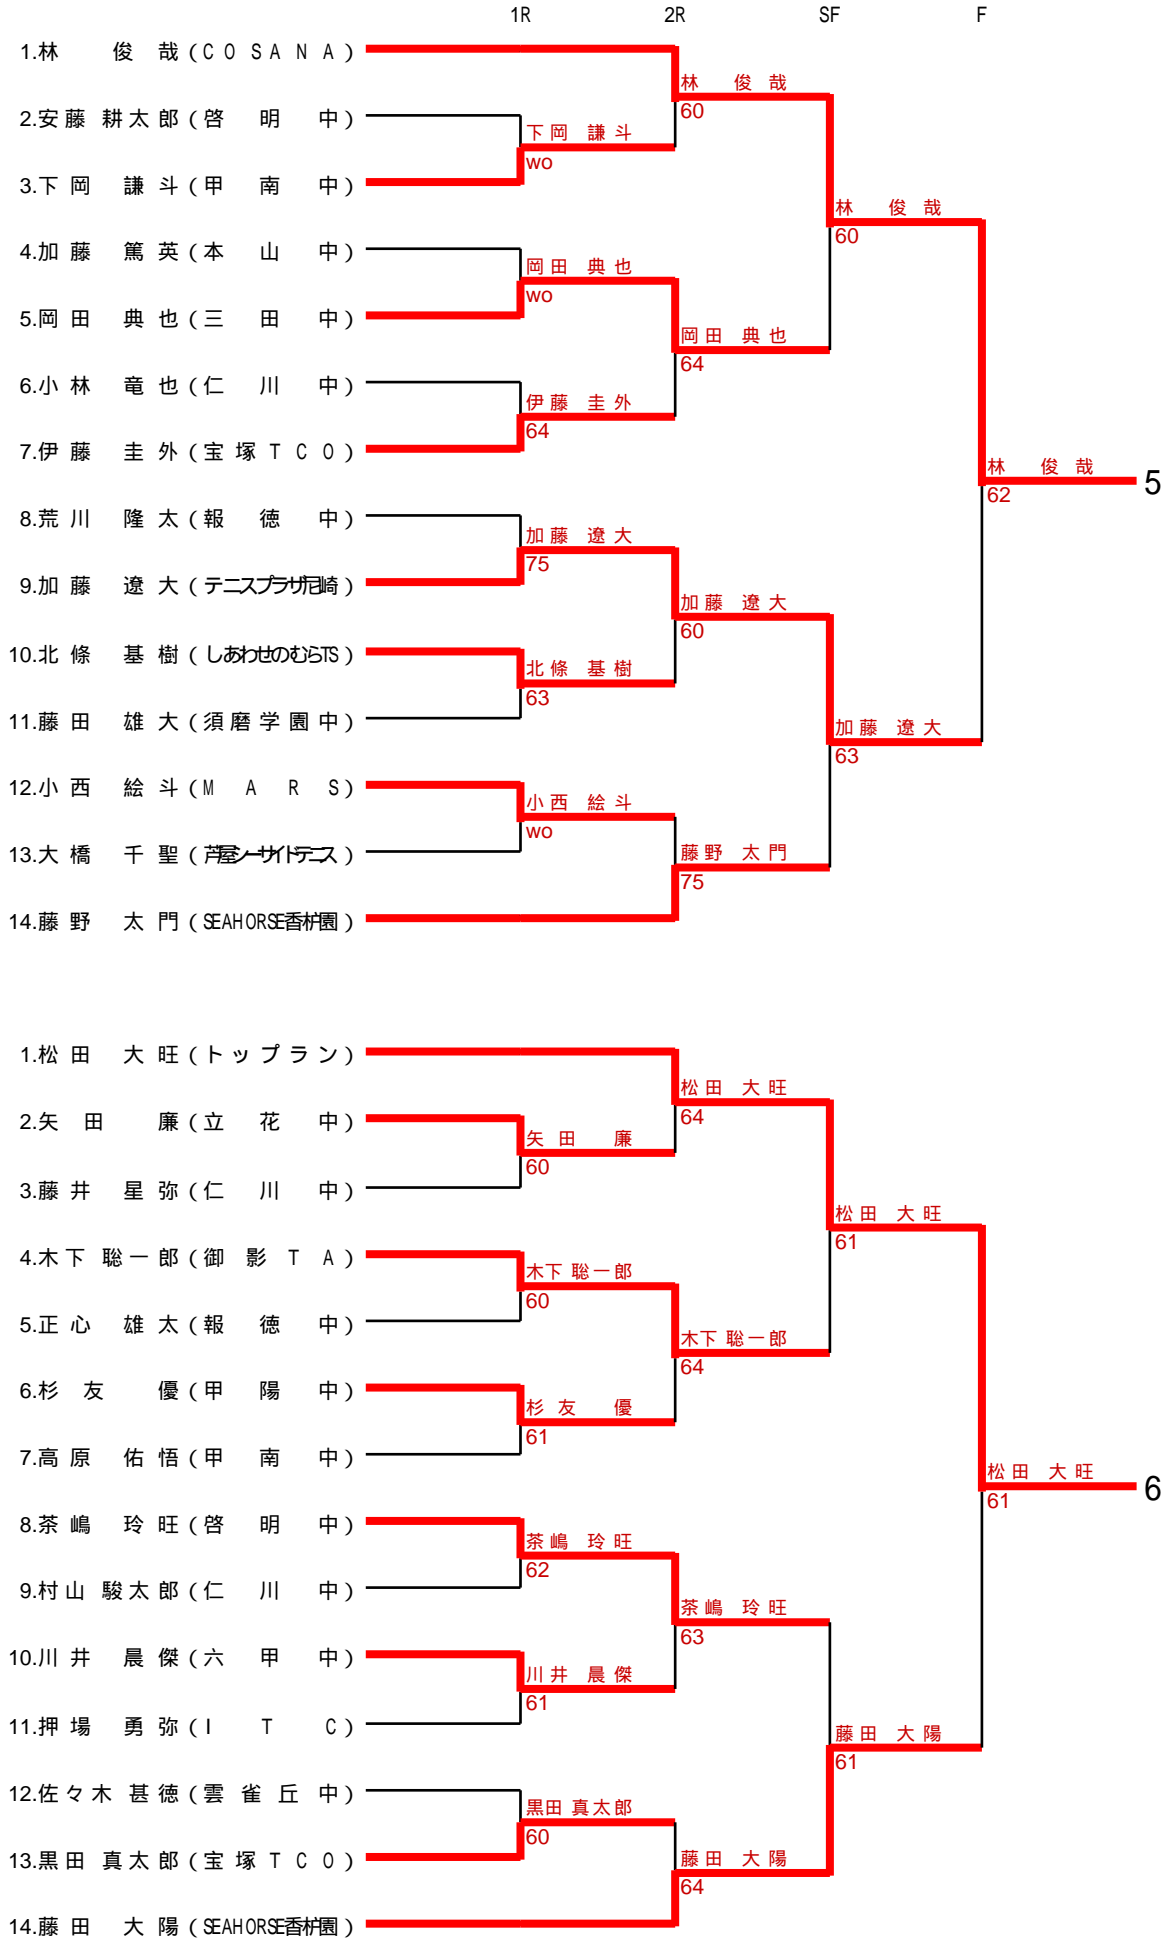 1R 2R SF F
1.林 俊哉(COSANA)
林 俊哉
60
2.安藤 耕太郎(啓明中)
下岡 謙斗
wo
3.下岡 謙斗(甲南中)
林 俊哉
60
4.加藤 篤英(本山中)
岡田 典也
wo
5.岡田 典也(三田中)
岡田 典也
64
6.小林 竜也(仁川中)
伊藤 圭外
64
7.伊藤 圭外(宝塚TCO)
林 俊哉 5
62
8.荒川 隆太(報徳中)
加藤 遼大
75
9.加藤 遼大(テニスプラザ尼崎)
加藤 遼大
60
10.北條 基樹(しあわせのむらTS)
北條 基樹
63
11.藤田 雄大(須磨学園中)
加藤 遼大
63
12.小西 絵斗(MARS)
小西 絵斗
wo
13.大橋 千聖(芦屋シーサイドテニス)
藤野 太門
75
14.藤野 太門(SEAHORSE香枦園)
1.松田 大旺(トップラン)
松田 大旺
64
2.矢田 廉(立花中)
矢田 廉
60
3.藤井 星弥(仁川中)
松田 大旺
61
4.木下 聡一郎(御影TA)
木下 聡一郎
60
5.正心 雄太(報徳中)
木下 聡一郎
64
6.杉友 優(甲陽中)
杉友 優
61
7.高原 佑悟(甲南中)
松田 大旺 6
61
8.茶嶋 玲旺(啓明中)
茶嶋 玲旺
62
9.村山 駿太郎(仁川中)
茶嶋 玲旺
63
10.川井 晨傑(六甲中)
川井 晨傑
61
11.押場 勇弥(ITC)
藤田 大陽
61
12.佐々木 甚徳(雲雀丘中)
黒田 真太郎
60
13.黒田 真太郎(宝塚TCO)
藤田 大陽
64
14.藤田 大陽(SEAHORSE香枦園)